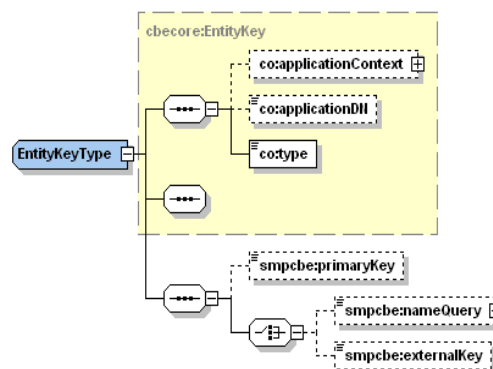 cbecore:EntityKey
co:applicationContext
co:applicationDN
EntityKeyType
co:type
smpcbe:primaryKey
smpcbe:nameQuery
smpcbe:externalKey